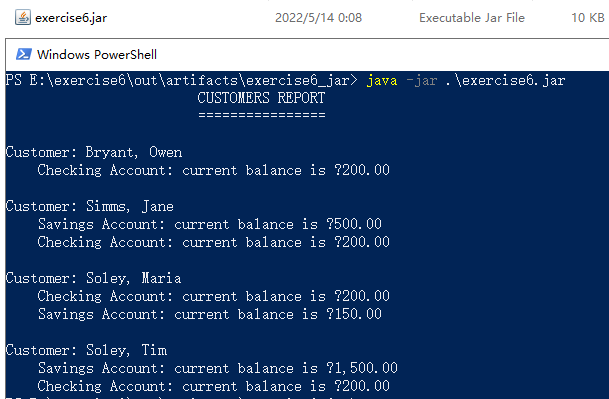 exercise6.jar 2022/5/14 0:08 Executable Jar File 10 KB
Windows PowerShell
PS E:\exercise6\out\artifacts\exercise6_jar> java -jar .\exercise6.jar
CUSTOMERS REPORT
================
Customer: Bryant, Owen
Checking Account: current balance is ?200.00
Customer: Simms, Jane
Savings Account: current balance is ?500.00
Checking Account: current balance is ?200.00
Customer: Soley, Maria
Checking Account: current balance is ?200.00
Savings Account: current balance is ?150.00
Customer: Soley, Tim
Savings Account: current balance is ?1,500.00
Checking Account: current balance is ?200.00